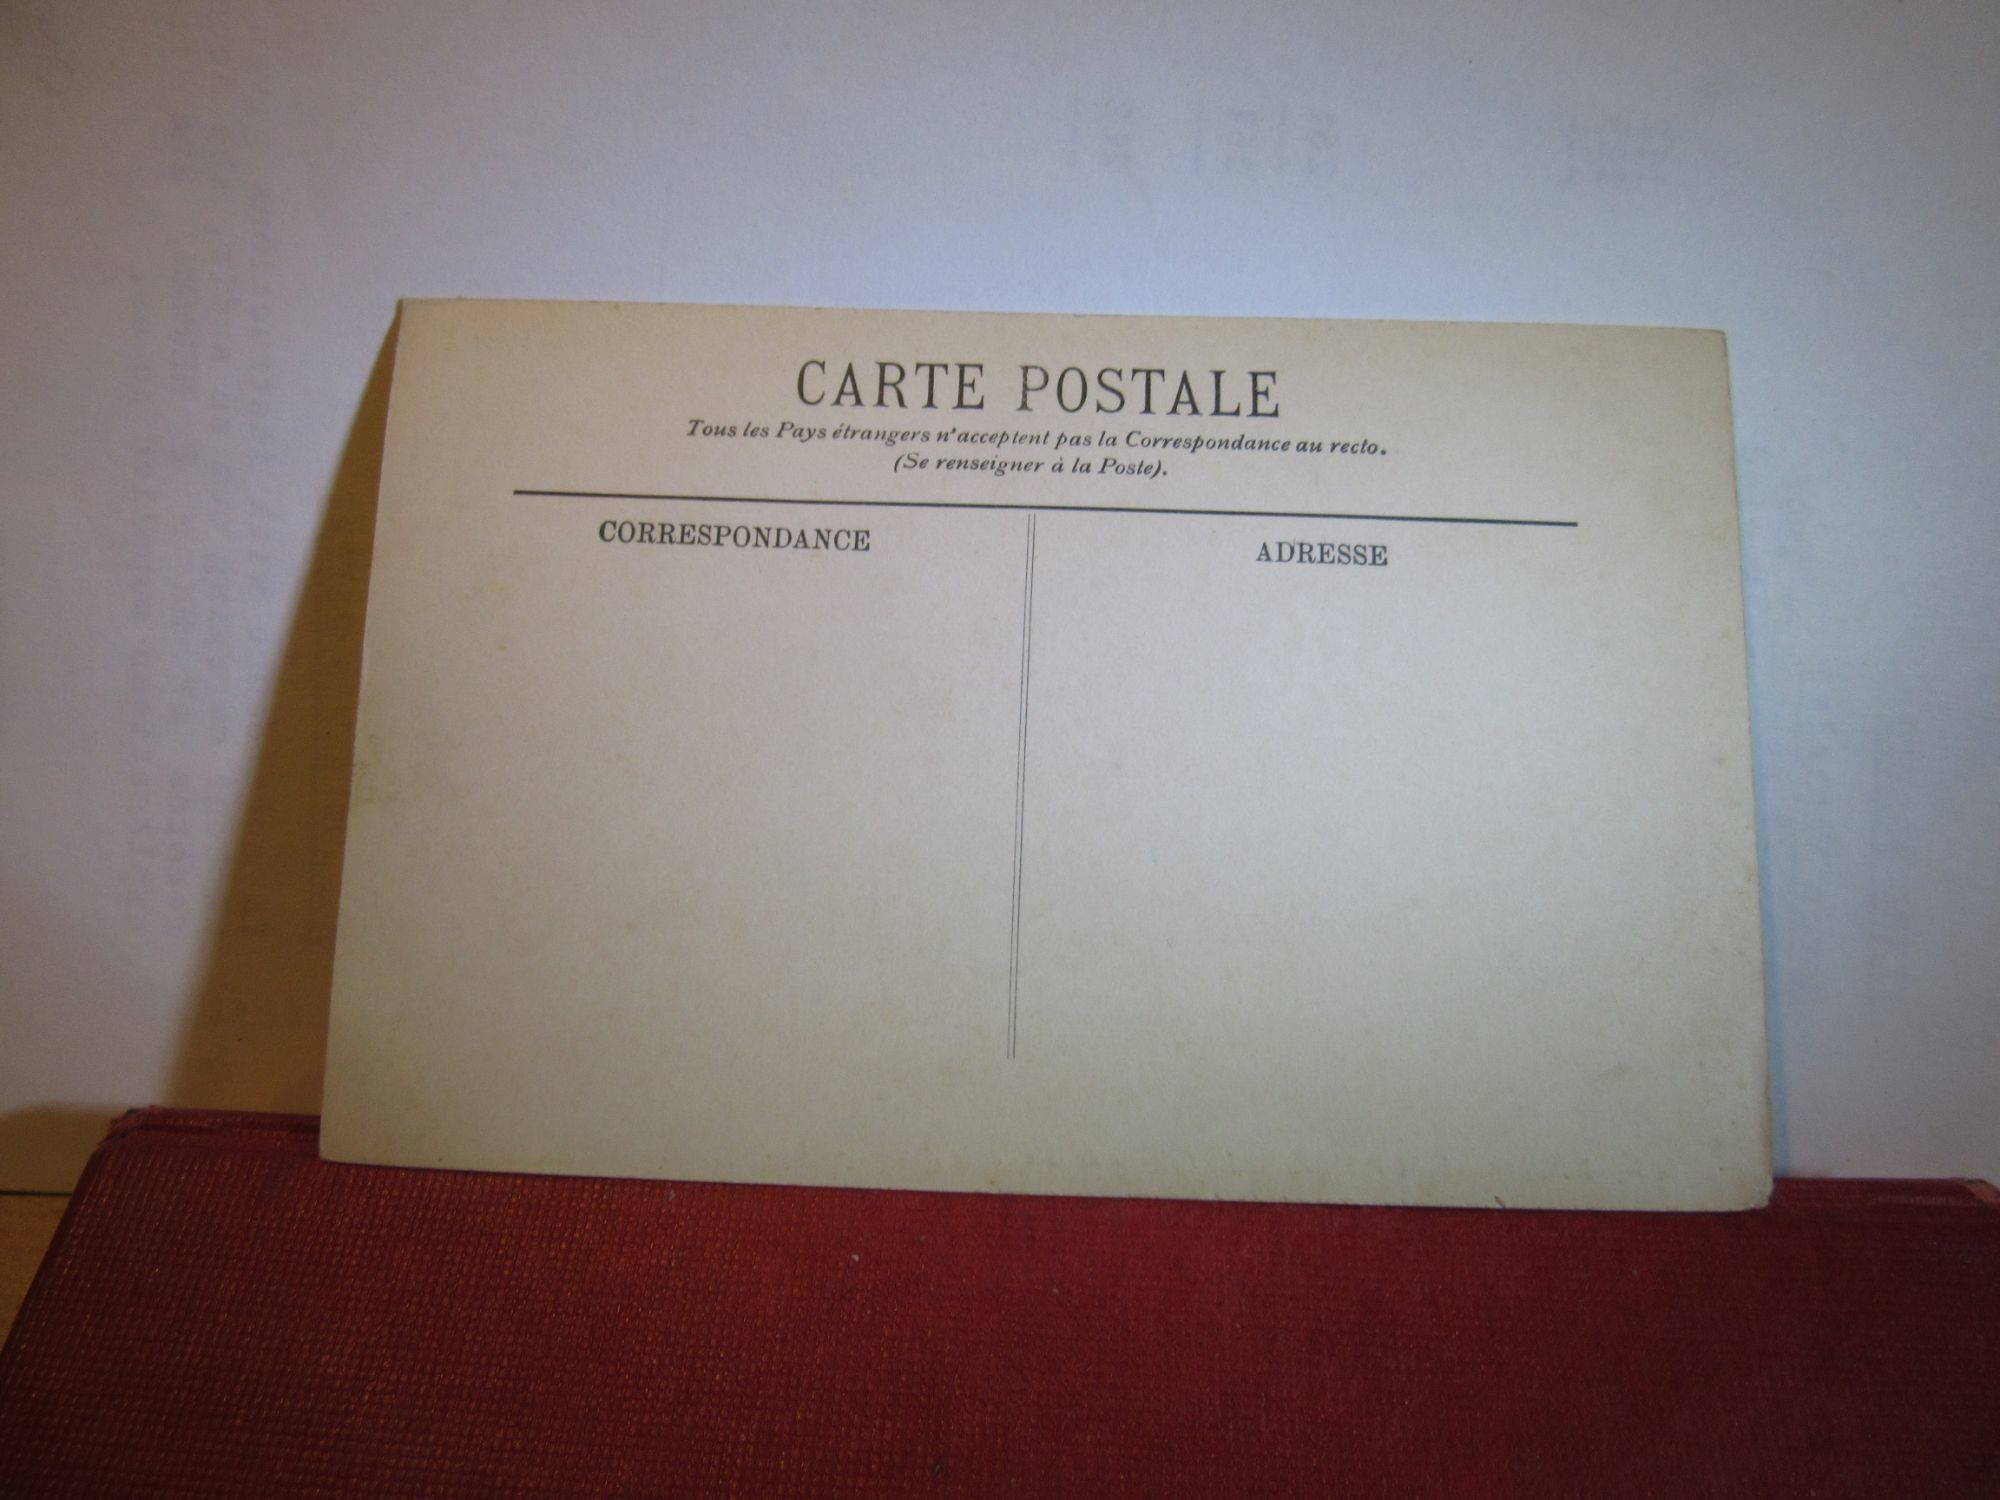 CARTE POSTALE
Tous les Pays étrangers n'acceptent pas la Correspondance au recto.
(Se renseigner à la Poste).
CORRESPONDANCE
ADRESSE